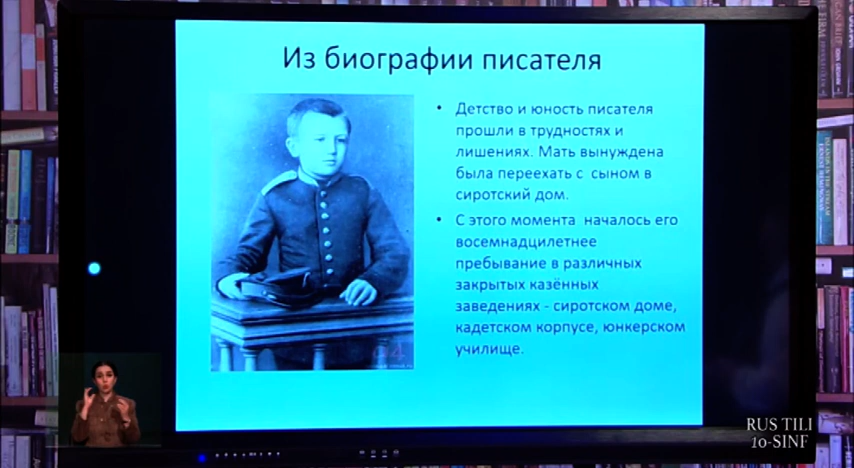 Из биографии писателя
• Детство и юность писателя
прошли в трудностях и
лишениях. Мать вынуждена
была переехать с сыном в
сиротский дом.
• С этого момента началось его
восемнадцилетнее
пребывание в различных
закрытых казённых
заведениях - сиротском доме,
кадетском корпусе, юнкерском
училище.
RUS TILI
10-SINF